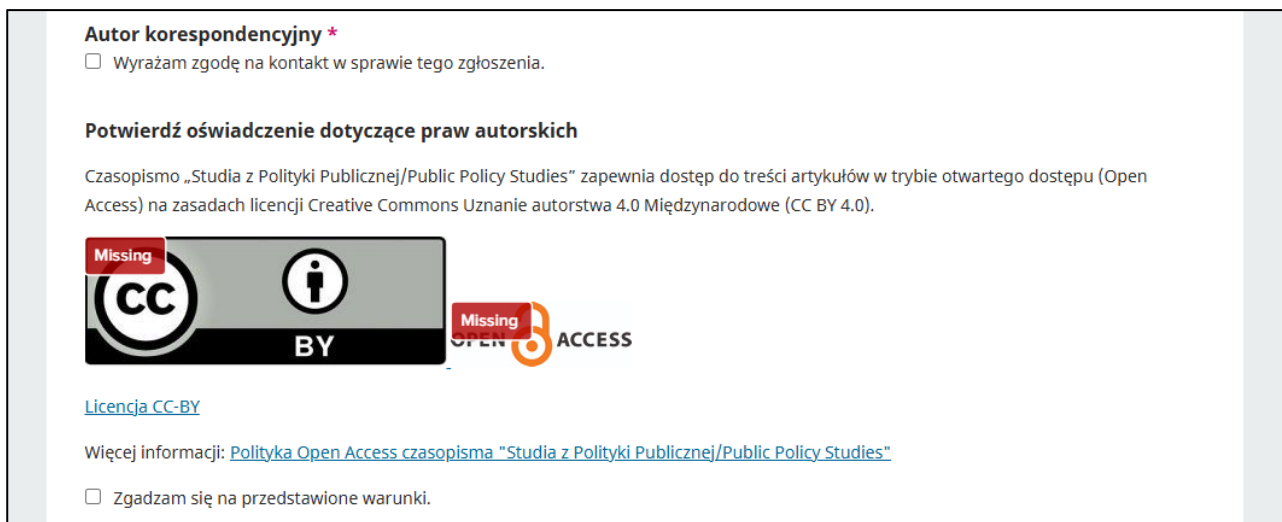 Autor korespondencyjny *
Wyrażam zgodę na kontakt w sprawie tego zgłoszenia.
Potwierdź oświadczenie dotyczące praw autorskich
Czasopismo „Studia z Polityki Publicznej/Public Policy Studies” zapewnia dostęp do treści artykułów w trybie otwartego dostępu (Open
Access) na zasadach licencji Creative Commons Uznanie autorstwa 4.0 Międzynarodowe (CC BY 4.0).
Missing
CC
BY
Missing
OPEN ACCESS
Licencja CC-BY
Więcej informacji: Polityka Open Access czasopisma "Studia z Polityki Publicznej/Public Policy Studies"
Zgadzam się na przedstawione warunki.